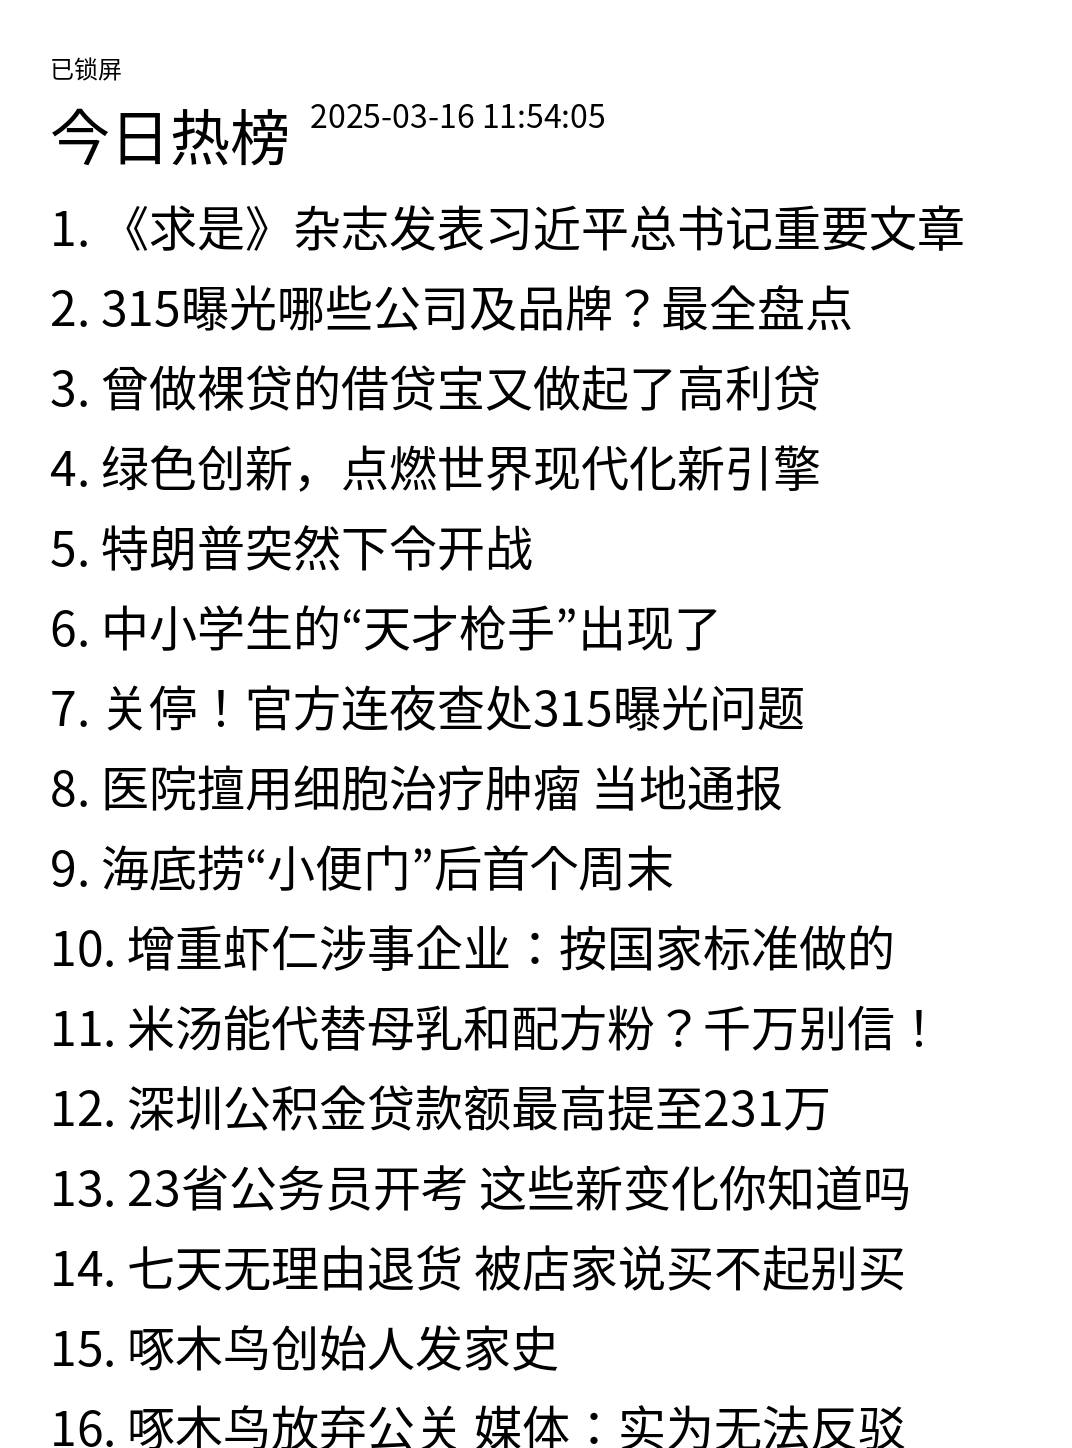 已锁屏
今日热榜 2025-03-16 11:54:05
1. 《求是》杂志发表习近平总书记重要文章
2. 315曝光哪些公司及品牌？最全盘点
3. 曾做裸贷的借贷宝又做起了高利贷
4. 绿色创新，点燃世界现代化新引擎
5. 特朗普突然下令开战
6. 中小学生的“天才枪手”出现了
7. 关停！官方连夜查处315曝光问题
8. 医院擅用细胞治疗肿瘤 当地通报
9. 海底捞“小便门”后首个周末
10. 增重虾仁涉事企业：按国家标准做的
11. 米汤能代替母乳和配方粉？千万别信！
12. 深圳公积金贷款额最高提至231万
13. 23省公务员开考 这些新变化你知道吗
14. 七天无理由退货 被店家说买不起别买
15. 啄木鸟创始人发家史
16. 啄木鸟放弃公关 媒体：实为无法反驳